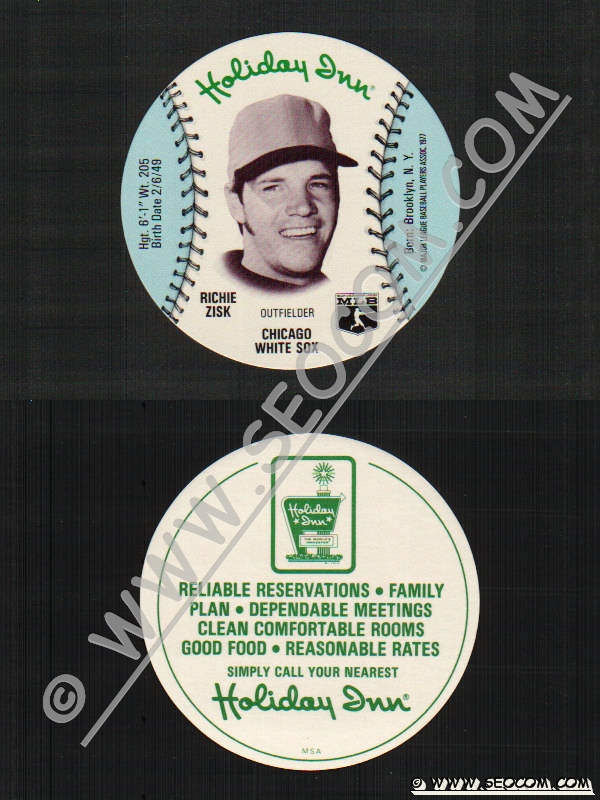 Holiday Inn®
Hgt. 6'-1" Wt. 205
Birth Date 2/6/49
Born: Brooklyn, N. Y.
© MAJOR LEAGUE BASEBALL PLAYERS ASSOC. 1977
RICHIE
ZISK
OUTFIELDER
MLB
CHICAGO
WHITE SOX
Holiday
Inn
THE WORLD'S
INNKEEPER
RELIABLE RESERVATIONS • FAMILY
PLAN • DEPENDABLE MEETINGS
CLEAN COMFORTABLE ROOMS
GOOD FOOD • REASONABLE RATES
SIMPLY CALL YOUR NEAREST
Holiday Inn®
MSA
© WWW.SEOCOM.COM
© WWW.SEOCOM.COM